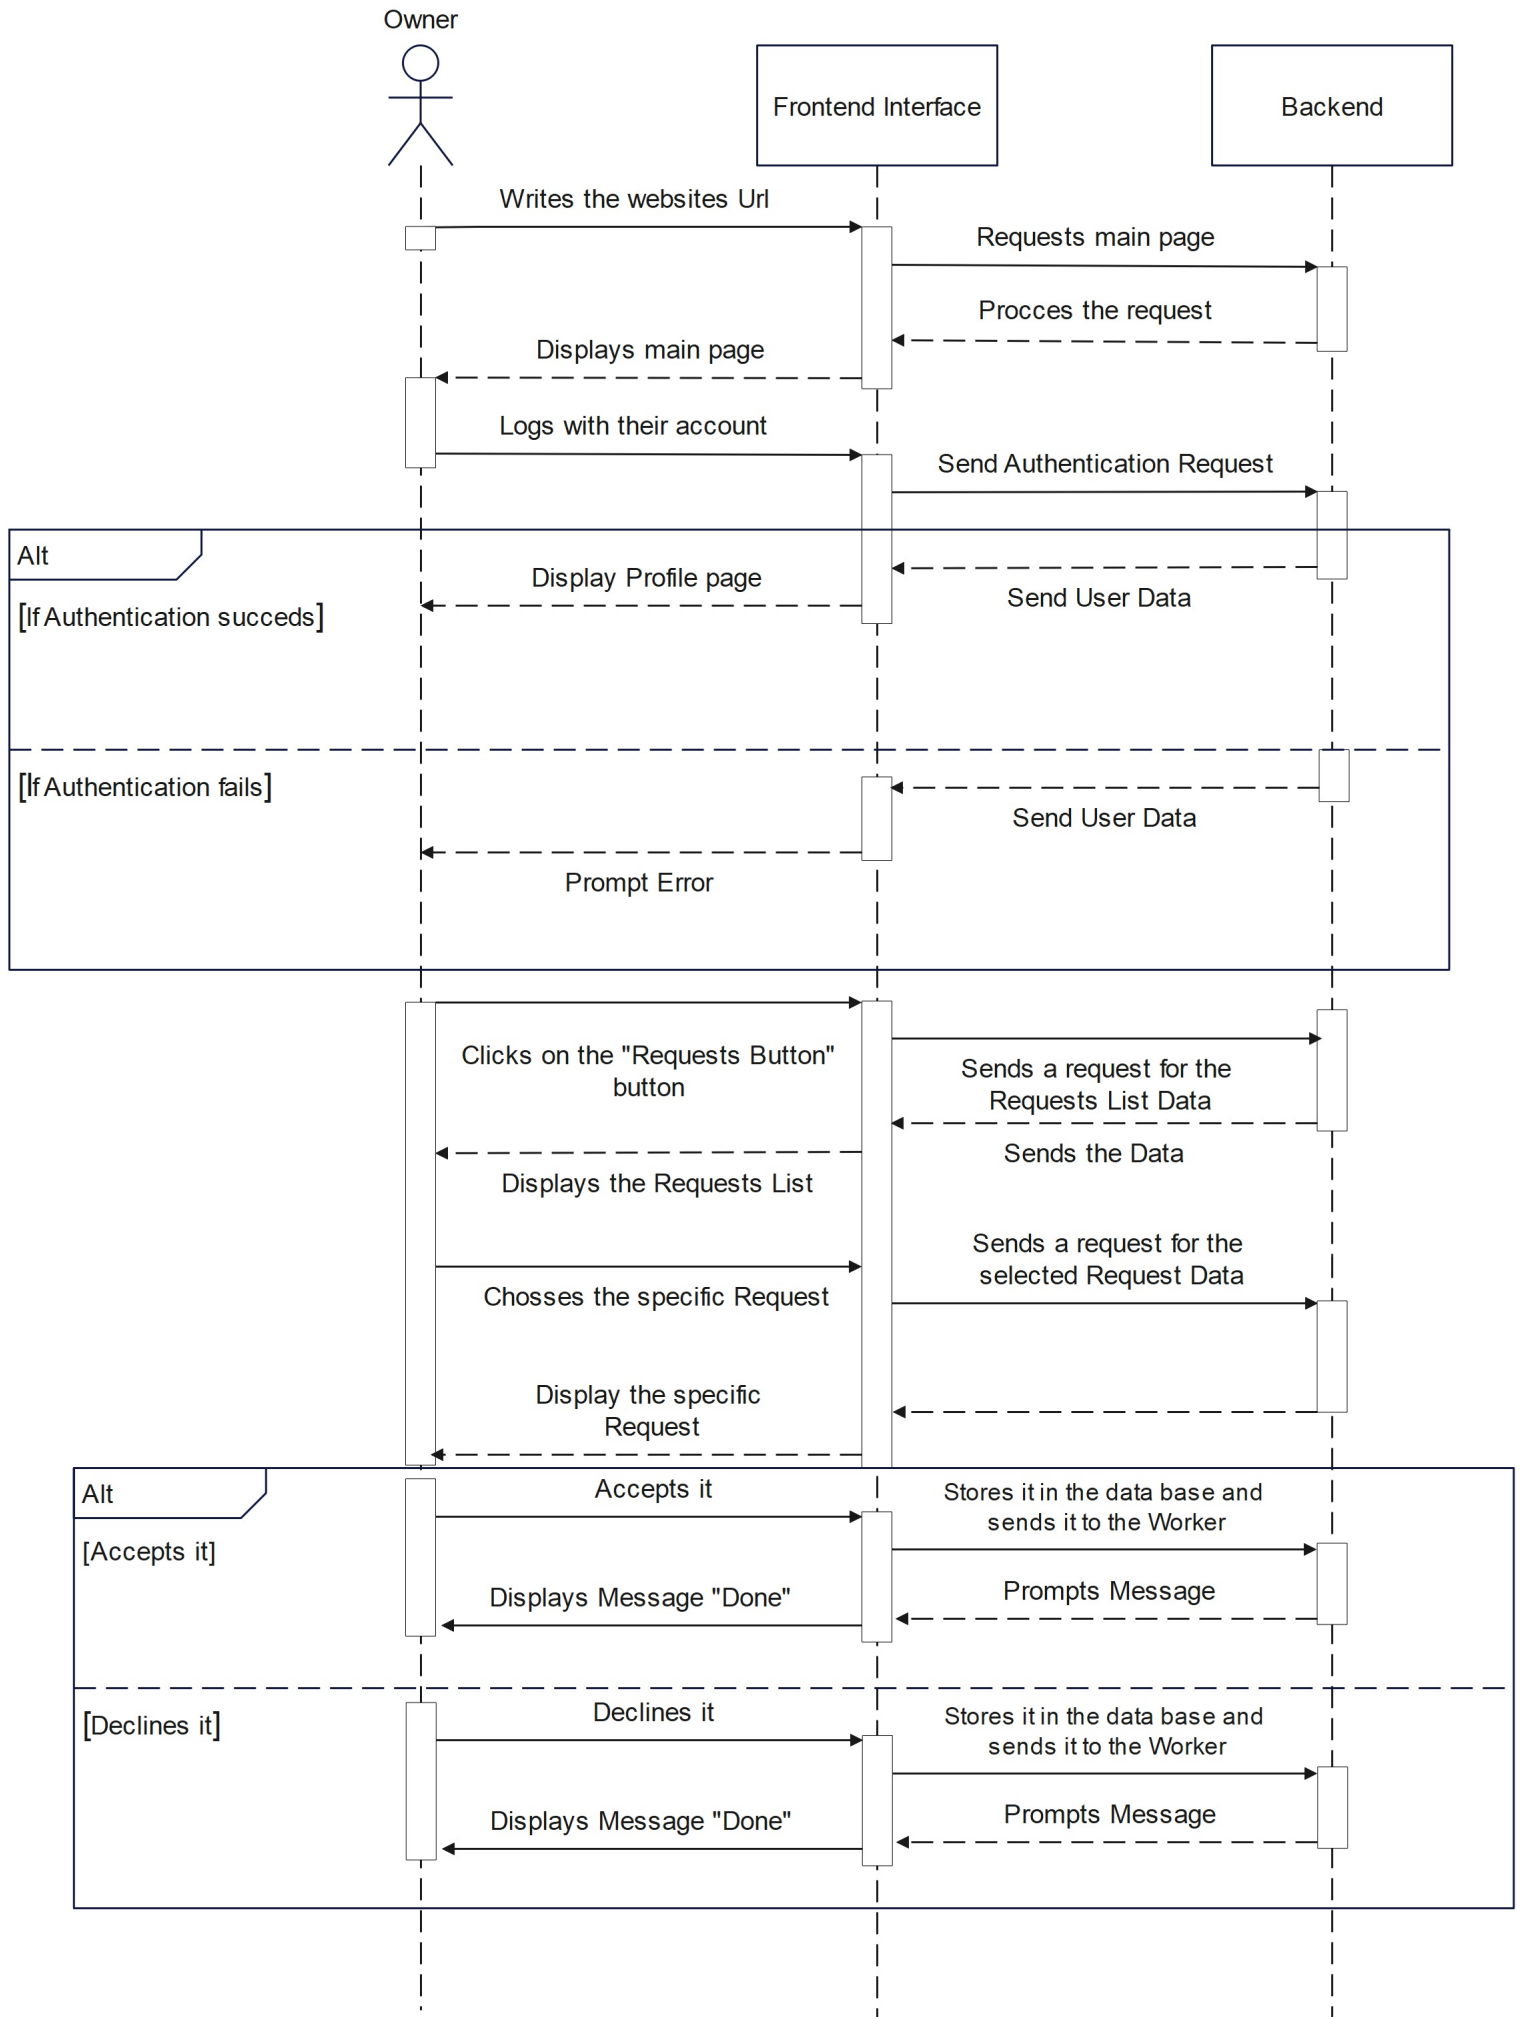 Owner
Frontend Interface
Backend
Writes the websites Url
Requests main page
Procces the request
Displays main page
Logs with their account
Send Authentication Request
Alt
Display Profile page
Send User Data
[If Authentication succeds]
[If Authentication fails]
Send User Data
Prompt Error
Clicks on the "Requests Button"
button
Sends a request for the
Requests List Data
Sends the Data
Displays the Requests List
Sends a request for the
selected Request Data
Chosses the specific Request
Display the specific
Request
Alt
Accepts it
Stores it in the data base and
sends it to the Worker
[Accepts it]
Displays Message "Done"
Prompts Message
[Declines it]
Declines it
Stores it in the data base and
sends it to the Worker
Displays Message "Done"
Prompts Message